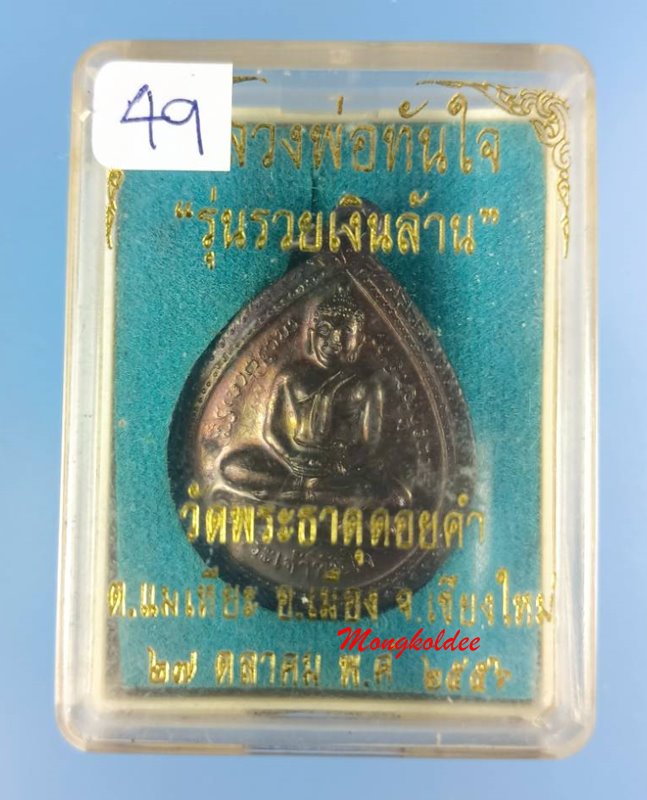 49
วงพ่อทันใจ
“รุ่นรวยเงินล้าน”
วัดพระธาตุดอยคำ
ต.แมเหียะ อ.เมือง จ.เชียงใหม่
Mongkoldee
๒๗ ตุลาคม พ.ศ ๒๕๕๖